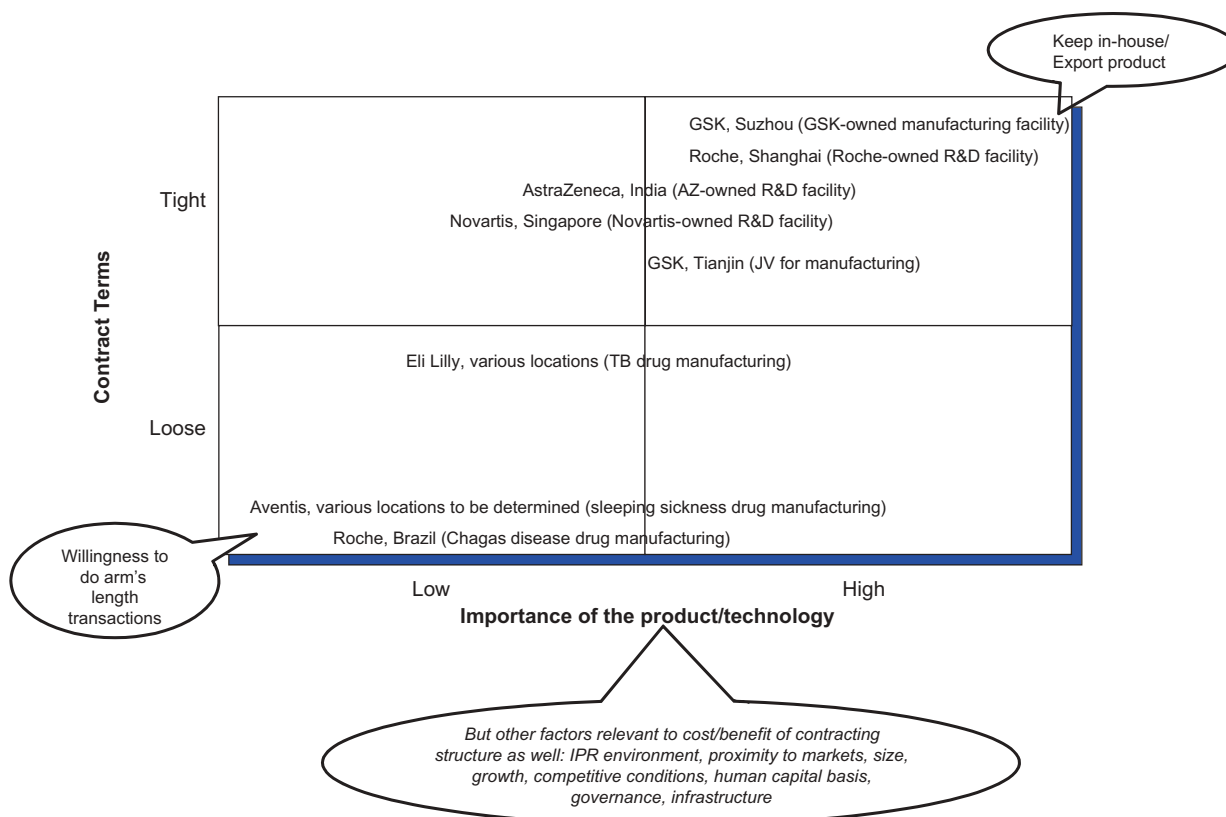 Keep in-house/
Export product
GSK, Suzhou (GSK-owned manufacturing facility)
Roche, Shanghai (Roche-owned R&D facility)
AstraZeneca, India (AZ-owned R&D facility)
Novartis, Singapore (Novartis-owned R&D facility)
GSK, Tianjin (JV for manufacturing)
Tight
Contract Terms
Eli Lilly, various locations (TB drug manufacturing)
Loose
Aventis, various locations to be determined (sleeping sickness drug manufacturing)
Roche, Brazil (Chagas disease drug manufacturing)
Willingness to
do arm's
length
transactions
Low
High
Importance of the product/technology
But other factors relevant to cost/benefit of contracting
structure as well: IPR environment, proximity to markets, size,
growth, competitive conditions, human capital basis,
governance, infrastructure